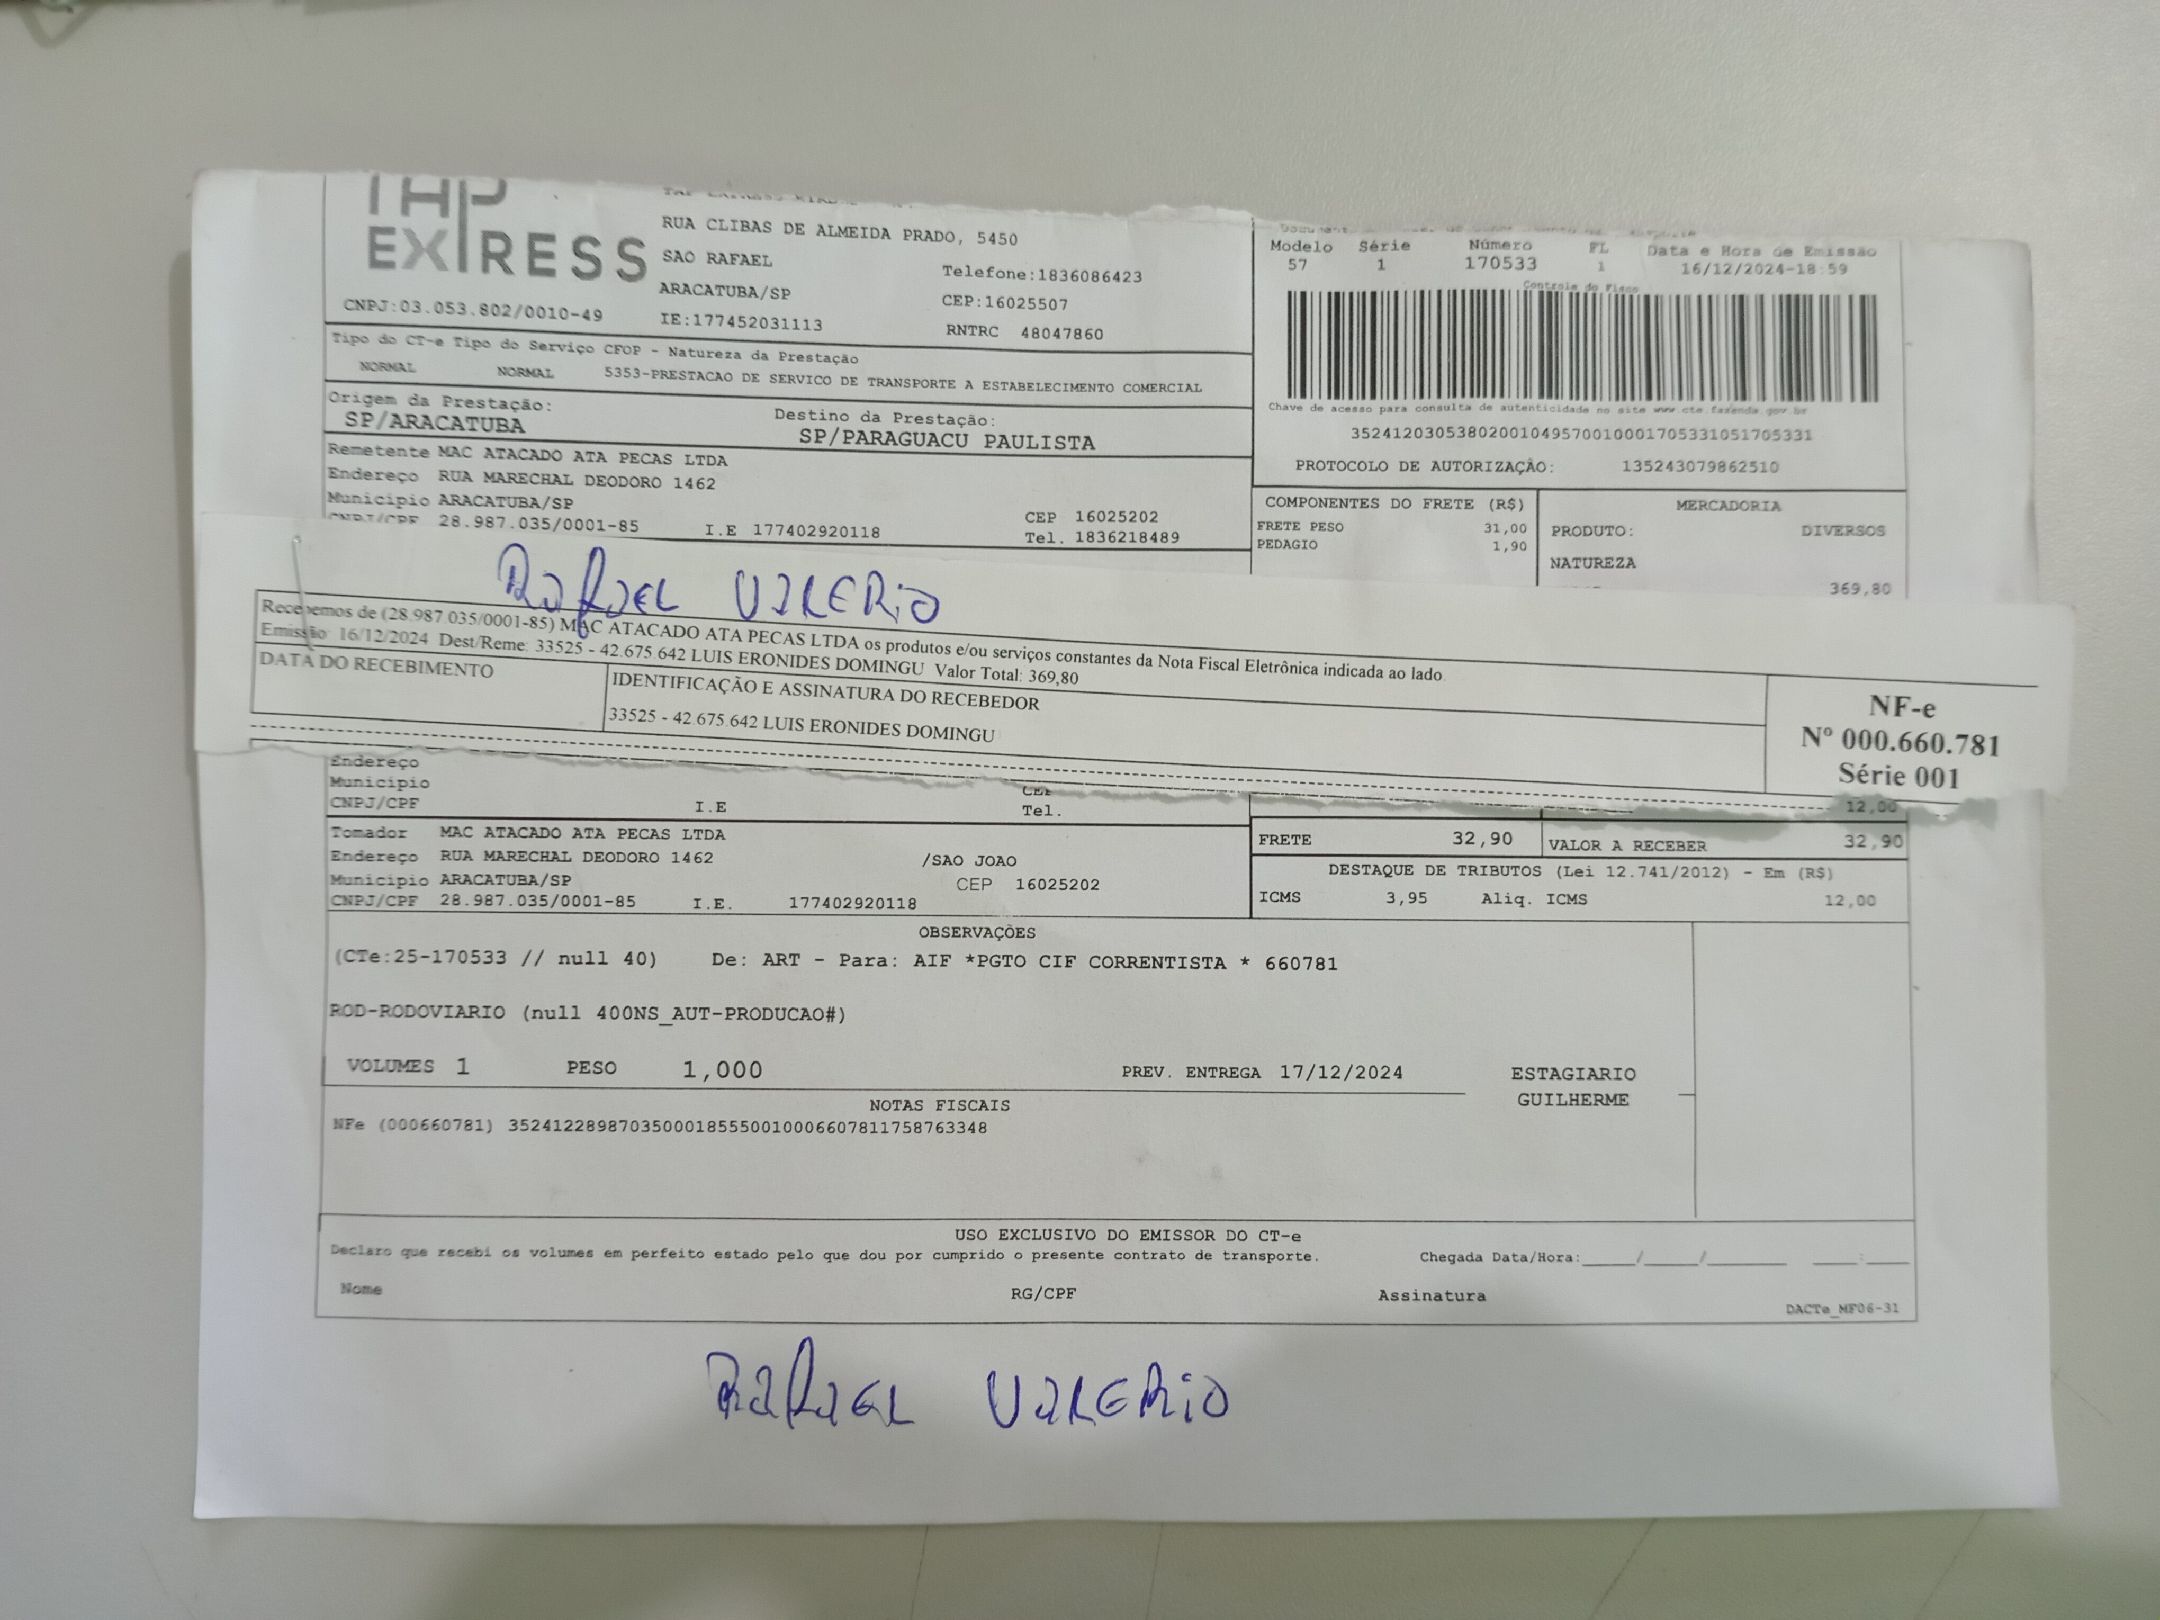 TAP
EXPRESS
RUA CLIBAS DE ALMEIDA PRADO, 5450
SAO RAFAEL
Telefone:1836086423
ARACATUBA/SP
CEP:16025507
CNPJ:03.053.802/0010-49
IE:177452031113
RNTRC 48047860
Modelo Série Número FL Data e Hora de Emissão
57 1 170533 1 16/12/2024-18:59
Controle do Fisco
Chave de acesso para consulta de autenticidade no site www.cte.fazenda.gov.br
35241203053802001049570010001705331051705331
PROTOCOLO DE AUTORIZAÇÃO: 135243079862510
Tipo do CT-e Tipo do Serviço CFOP - Natureza da Prestação
NORMAL NORMAL 5353-PRESTACAO DE SERVICO DE TRANSPORTE A ESTABELECIMENTO COMERCIAL
Origem da Prestação: Destino da Prestação:
SP/ARACATUBA SP/PARAGUACU PAULISTA
Remetente MAC ATACADO ATA PECAS LTDA
Endereço RUA MARECHAL DEODORO 1462
Municipio ARACATUBA/SP CEP 16025202
CNPJ/CPF 28.987.035/0001-85 I.E 177402920118 Tel. 1836218489
COMPONENTES DO FRETE (R$) MERCADORIA
FRETE PESO 31,00 PRODUTO: DIVERSOS
PEDAGIO 1,90
NATUREZA
369,80
RAFAEL VALERIO
Recebemos de (28.987.035/0001-85) MAC ATACADO ATA PECAS LTDA os produtos e/ou serviços constantes da Nota Fiscal Eletrônica indicada ao lado.
Emissão: 16/12/2024 Dest/Reme: 33525 - 42.675.642 LUIS ERONIDES DOMINGU Valor Total: 369,80
DATA DO RECEBIMENTO
IDENTIFICAÇÃO E ASSINATURA DO RECEBEDOR
33525 - 42.675.642 LUIS ERONIDES DOMINGU
NF-e
Nº 000.660.781
Série 001
Endereço
Municipio CEP
CNPJ/CPF I.E Tel.
12,00
Tomador MAC ATACADO ATA PECAS LTDA
Endereço RUA MARECHAL DEODORO 1462 /SAO JOAO
Municipio ARACATUBA/SP CEP 16025202
CNPJ/CPF 28.987.035/0001-85 I.E. 177402920118
FRETE 32,90 VALOR A RECEBER 32,90
DESTAQUE DE TRIBUTOS (Lei 12.741/2012) - Em (R$)
ICMS 3,95 Aliq. ICMS 12,00
OBSERVAÇÕES
(CTe:25-170533 // null 40) De: ART - Para: AIF *PGTO CIF CORRENTISTA * 660781
ROD-RODOVIARIO (null 400NS_AUT-PRODUCAO#)
VOLUMES 1 PESO 1,000 PREV. ENTREGA 17/12/2024
ESTAGIARIO
GUILHERME
NOTAS FISCAIS
NFe (000660781) 35241228987035000185550010006607811758763348
USO EXCLUSIVO DO EMISSOR DO CT-e
Declaro que recebi os volumes em perfeito estado pelo que dou por cumprido o presente contrato de transporte. Chegada Data/Hora:____/____/______ ___:___
Nome RG/CPF Assinatura
DACTe_MF06-31
RAFAEL VALERIO